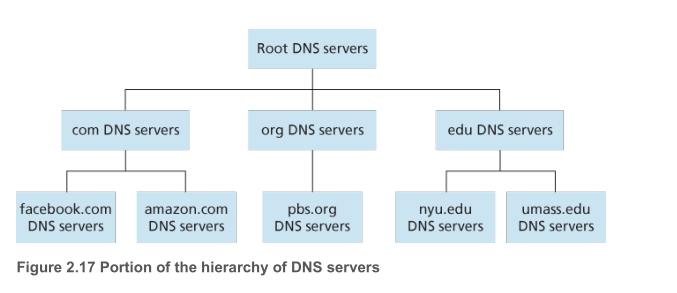 Root DNS servers
com DNS servers
org DNS servers
edu DNS servers
facebook.com
DNS servers
amazon.com
DNS servers
pbs.org
DNS servers
nyu.edu
DNS servers
umass.edu
DNS servers
Figure 2.17 Portion of the hierarchy of DNS servers